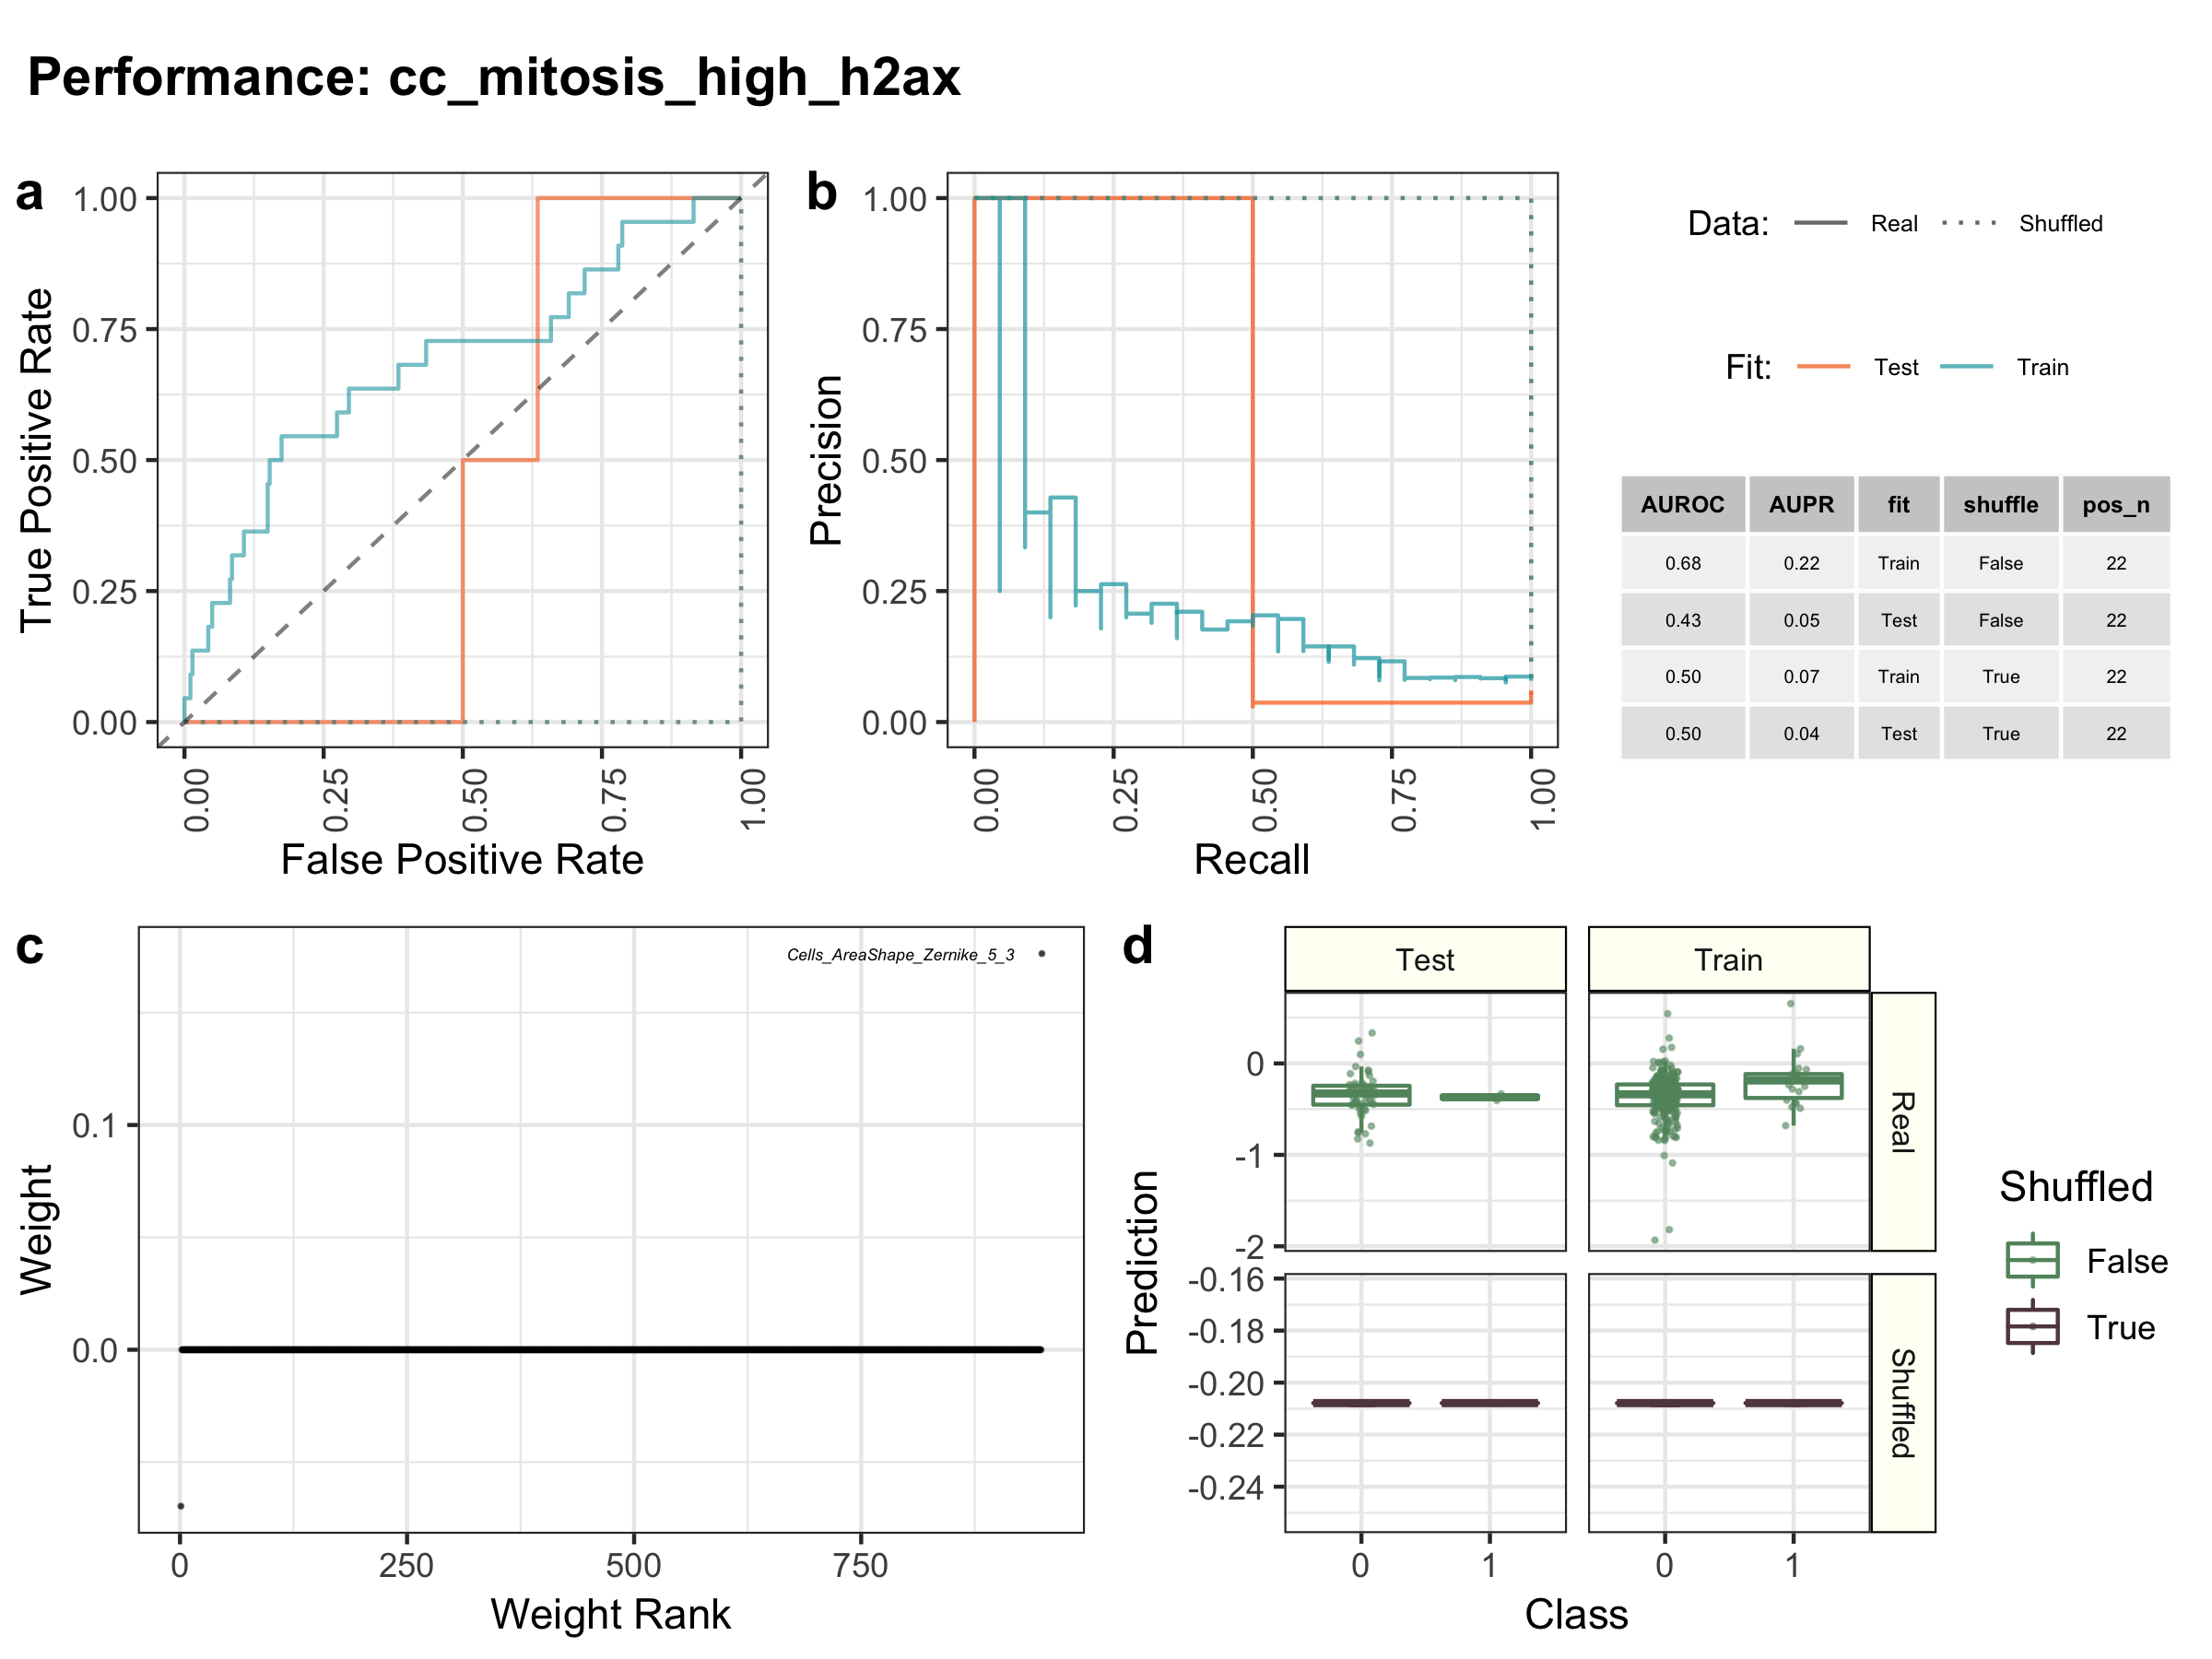 Performance: cc_mitosis_high_h2ax
a
True Positive Rate
1.00
0.75
0.50
0.25
0.00
0.00
0.25
0.50
0.75
1.00
False Positive Rate
b
Precision
1.00
0.75
0.50
0.25
0.00
0.00
0.25
0.50
0.75
1.00
Recall
Data: Real Shuffled
Fit: Test Train
AUROC AUPR fit shuffle pos_n
0.68 0.22 Train False 22
0.43 0.05 Test False 22
0.50 0.07 Train True 22
0.50 0.04 Test True 22
c
Cells_AreaShape_Zernike_5_3
Weight
0.1
0.0
0 250 500 750
Weight Rank
d
Test Train
Prediction
0
-1
-2
Real
-0.16
-0.18
-0.20
-0.22
-0.24
Shuffled
0 1 0 1
Class
Shuffled
False
True